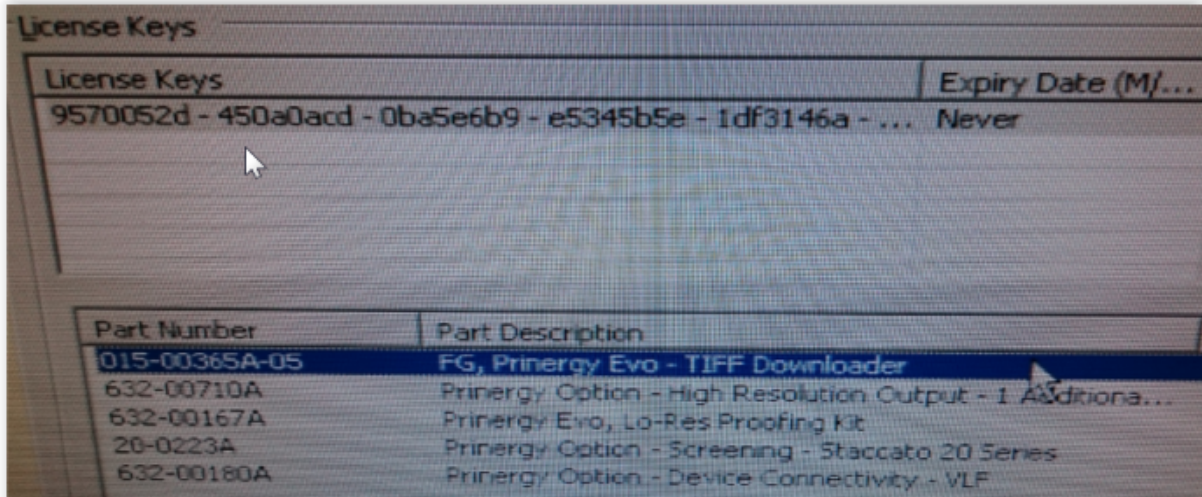 License Keys
License Keys Expiry Date (M/...
9570052d - 450a0acd - 0ba5e6b9 - e5345b5e - 1df3146a - ... Never
Part Number Part Description
015-00365A-05 FG, Prinergy Evo - TIFF Downloader
632-00710A Prinergy Option - High Resolution Output - 1 Additiona...
632-00167A Prinergy Evo, Lo-Res Proofing Kit
20-0223A Prinergy Option - Screening - Staccato 20 Series
632-00180A Prinergy Option - Device Connectivity - VLF